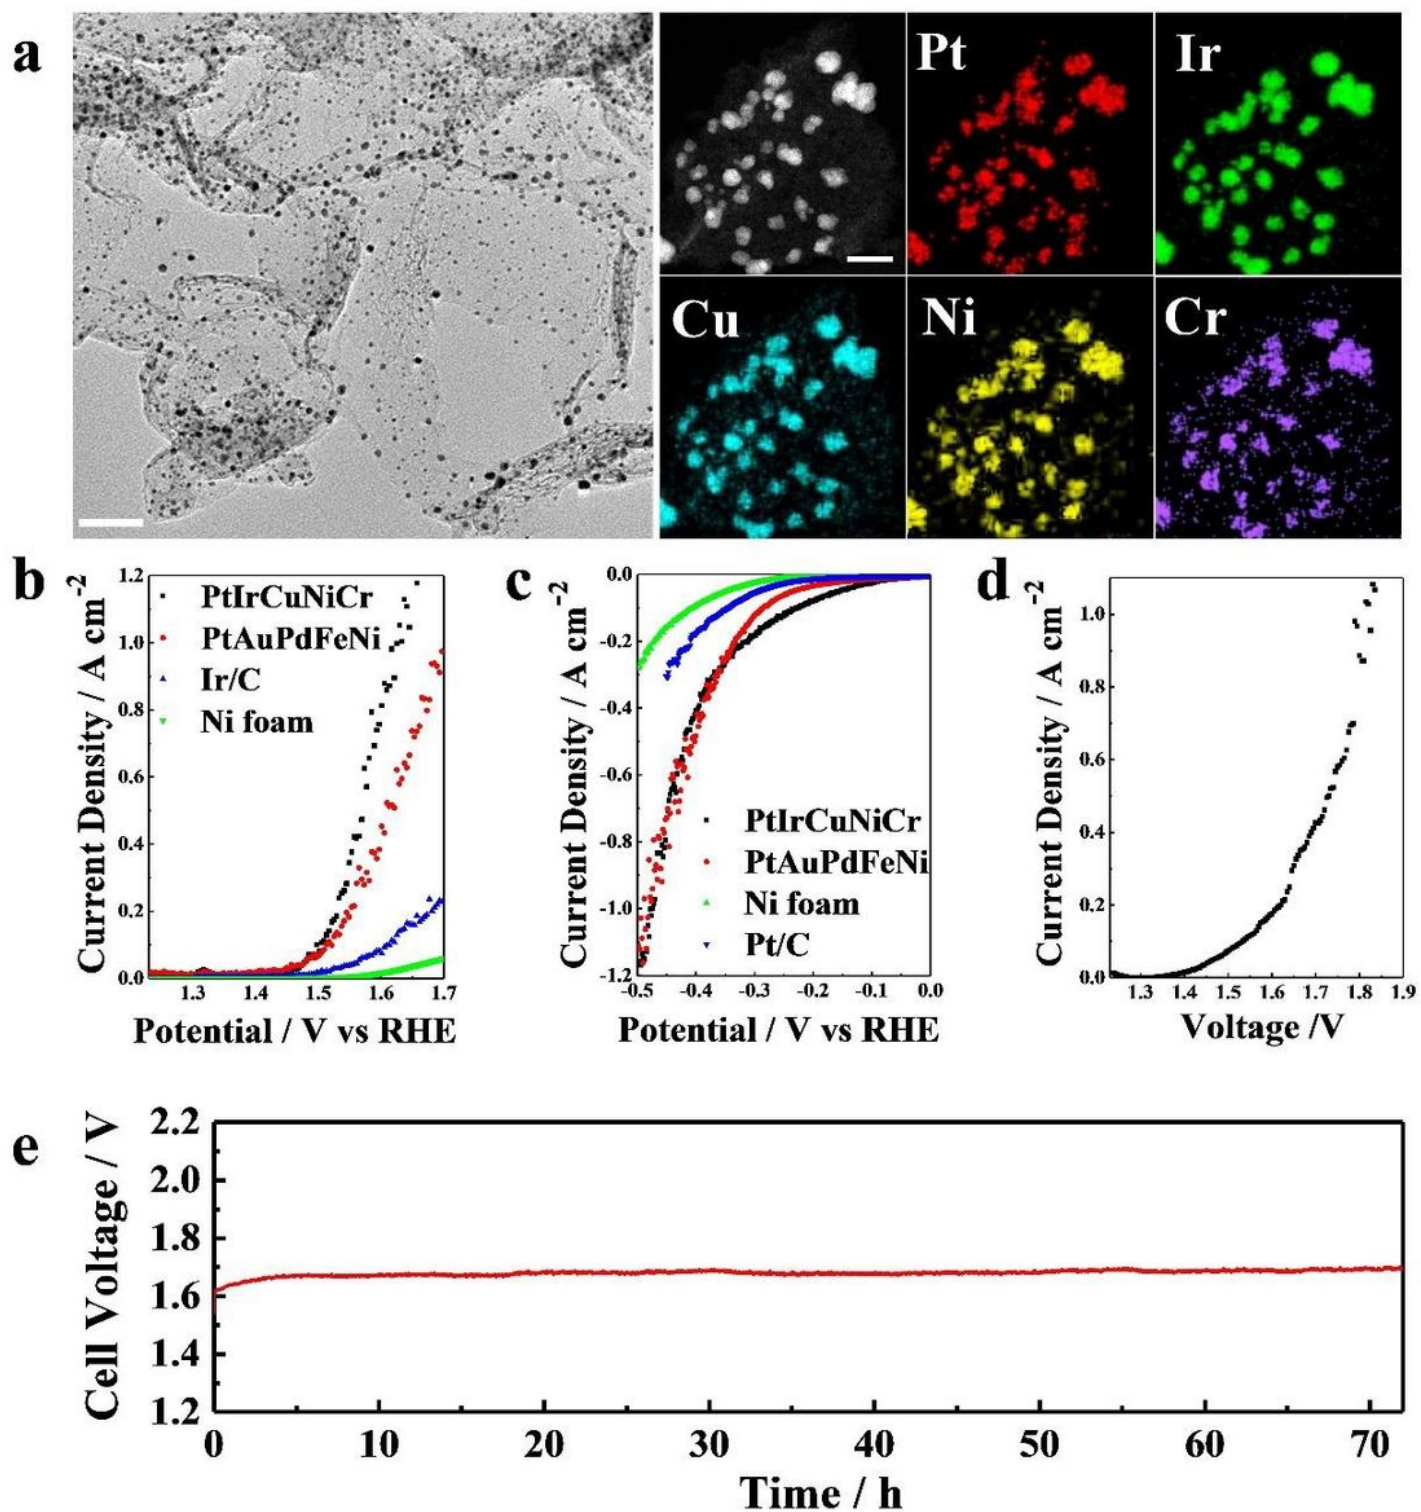 a
Pt
Ir
Cu
Ni
Cr
b
Current Density / A cm-2
1.2
1.0
0.8
0.6
0.4
0.2
0.0
PtIrCuNiCr
PtAuPdFeNi
Ir/C
Ni foam
1.3 1.4 1.5 1.6 1.7
Potential / V vs RHE
c
Current Density / A cm-2
0.0
-0.2
-0.4
-0.6
-0.8
-1.0
-1.2
PtIrCuNiCr
PtAuPdFeNi
Ni foam
Pt/C
-0.5 -0.4 -0.3 -0.2 -0.1 0.0
Potential / V vs RHE
d
Current Density / A cm-2
1.0
0.8
0.6
0.4
0.2
0.0
1.3 1.4 1.5 1.6 1.7 1.8 1.9
Voltage /V
e
Cell Voltage / V
2.2
2.0
1.8
1.6
1.4
1.2
0 10 20 30 40 50 60 70
Time / h